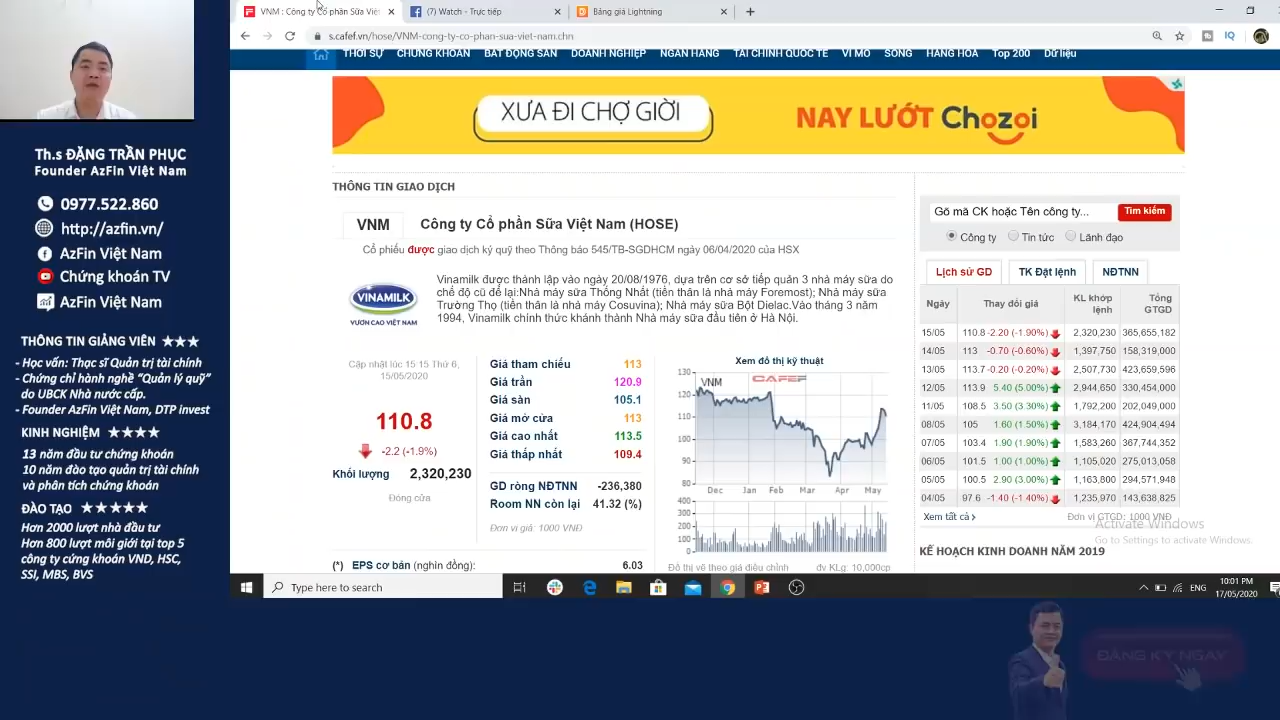 VNM : Công ty Cổ phần Sữa Việ
(7) Watch - Trực tiếp
Bảng giá Lightning
s.cafef.vn/hose/VNM-cong-ty-co-phan-sua-viet-nam.chn
IQ
THỜI SỰ CHỨNG KHOÁN BẤT ĐỘNG SẢN DOANH NGHIỆP NGÂN HÀNG TÀI CHÍNH QUỐC TẾ VĨ MÔ SỐNG HÀNG HÓA Top 200 Dữ liệu
XƯA ĐI CHỢ GIỜI
NAY LƯỚT Chozoi
Th.s ĐẶNG TRẦN PHỤC
Founder AzFin Việt Nam
0977.522.860
http://azfin.vn/
AzFin Việt Nam
Chứng khoán TV
AzFin Việt Nam
THÔNG TIN GIẢNG VIÊN ★★★
- Học vấn: Thạc sĩ Quản trị tài chính
- Chứng chỉ hành nghề “Quản lý quỹ”
do UBCK Nhà nước cấp.
- Founder AzFin Việt Nam, DTP invest
KINH NGHIỆM ★★★★
13 năm đầu tư chứng khoán
10 năm đào tạo quản trị tài chính
và phân tích chứng khoán
ĐÀO TẠO ★★★★★
Hơn 2000 lượt nhà đầu tư
Hơn 800 lượt môi giới tại top 5
công ty cứng khoán VND, HSC,
SSI, MBS, BVS
THÔNG TIN GIAO DỊCH
VNM
Công ty Cổ phần Sữa Việt Nam (HOSE)
Cổ phiếu được giao dịch ký quỹ theo Thông báo 545/TB-SGDHCM ngày 06/04/2020 của HSX
VINAMILK
VƯƠN CAO VIỆT NAM
Vinamilk được thành lập vào ngày 20/08/1976, dựa trên cơ sở tiếp quản 3 nhà máy sữa do
chế độ cũ để lại:Nhà máy sữa Thống Nhất (tiền thân là nhà máy Foremost); Nhà máy sữa
Trường Thọ (tiền thân là nhà máy Cosuvina); Nhà máy sữa Bột Dielac.Vào tháng 3 năm
1994, Vinamilk chính thức khánh thành Nhà máy sữa đầu tiên ở Hà Nội.
Cập nhật lúc 15:15 Thứ 6,
15/05/2020
110.8
-2.2 (-1.9%)
Khối lượng 2,320,230
Đóng cửa
Giá tham chiếu 113
Giá trần 120.9
Giá sàn 105.1
Giá mở cửa 113
Giá cao nhất 113.5
Giá thấp nhất 109.4
GD ròng NĐTNN -236,380
Room NN còn lại 41.32 (%)
Đơn vị giá: 1000 VNĐ
(*) EPS cơ bản (nghìn đồng): 6.03
Xem đồ thị kỹ thuật
VNM CAFEF
130
120
110
100
90
80
Dec Jan Feb Mar Apr May
400
300
200
100
0
Đồ thị vẽ theo giá điều chỉnh
đv KLg: 10,000cp
Gõ mã CK hoặc Tên công ty...
Tìm kiếm
Công ty Tin tức Lãnh đạo
Lịch sử GD TK Đặt lệnh NĐTNN
Ngày Thay đổi giá KL khớp lệnh Tổng GTGD
15/05 110.8 -2.20 (-1.90%) 2,320,230 365,655,182
14/05 113 -0.70 (-0.60%) 1,397,750 158,319,000
13/05 113.7 -0.20 (-0.20%) 2,507,730 423,659,596
12/05 113.9 5.40 (5.00%) 2,944,650 330,454,000
11/05 108.5 3.50 (3.30%) 1,792,200 202,049,000
08/05 105 1.60 (1.50%) 3,184,170 424,904,494
07/05 103.4 1.90 (1.90%) 1,583,260 367,744,352
06/05 101.5 1.00 (1.00%) 1,105,020 275,013,058
05/05 100.5 2.90 (3.00%) 1,163,800 294,571,948
04/05 97.6 -1.40 (-1.40%) 1,235,970 143,638,825
Xem tất cả
Đơn vị GTGD: 1000 VNĐ
Activate Windows
Go to Settings to activate Windows.
KẾ HOẠCH KINH DOANH NĂM 2019
Type here to search
ENG
10:01 PM
17/05/2020
ĐĂNG KÝ NGAY